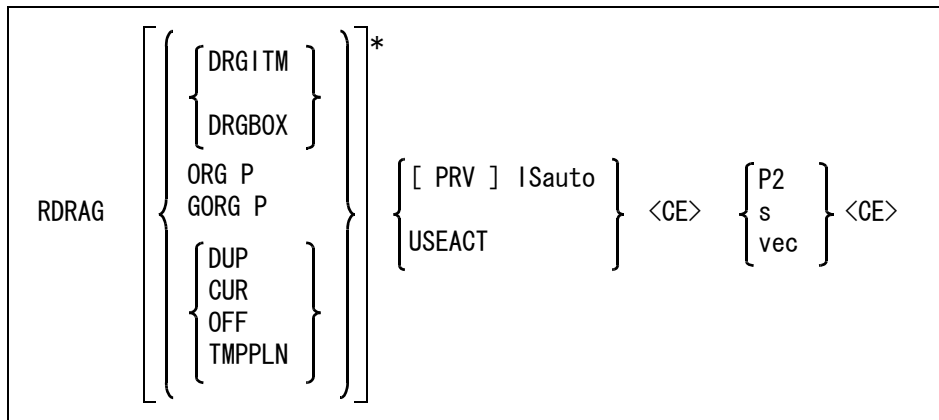 *
DRGITM
DRGBOX
ORG P
GORG P
[ PRV ] ISauto
P2
RDRAG
<CE>
s
<CE>
USEACT
vec
DUP
CUR
OFF
TMPPLN